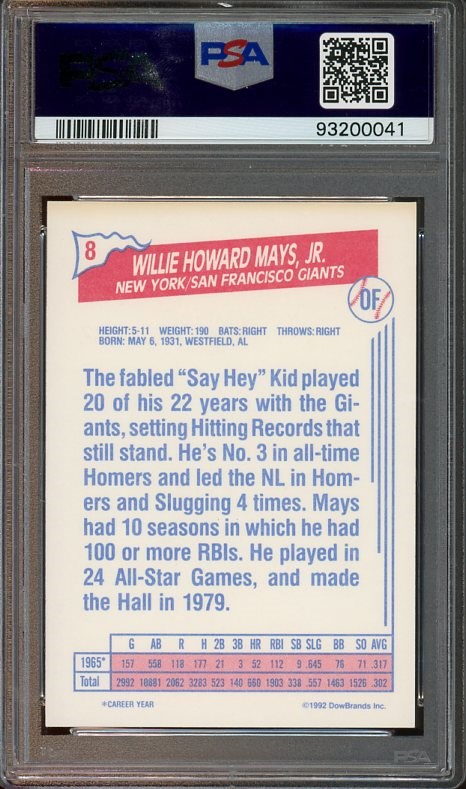 PSA
PSA
93200041
8
WILLIE HOWARD MAYS, JR.
NEW YORK/SAN FRANCISCO GIANTS
OF
HEIGHT: 5-11 WEIGHT: 190 BATS: RIGHT THROWS: RIGHT
BORN: MAY 6, 1931, WESTFIELD, AL
The fabled "Say Hey" Kid played
20 of his 22 years with the Gi-
ants, setting Hitting Records that
still stand. He's No. 3 in all-time
Homers and led the NL in Hom-
ers and Slugging 4 times. Mays
had 10 seasons in which he had
100 or more RBIs. He played in
24 All-Star Games, and made
the Hall in 1979.
G AB R H 2B 3B HR RBI SB SLG BB SO AVG
1965* 157 558 118 177 21 3 52 112 9 .645 76 71 .317
Total 2992 10881 2062 3283 523 140 660 1903 338 .557 1463 1526 .302
*CAREER YEAR ©1992 DowBrands Inc.
PSA